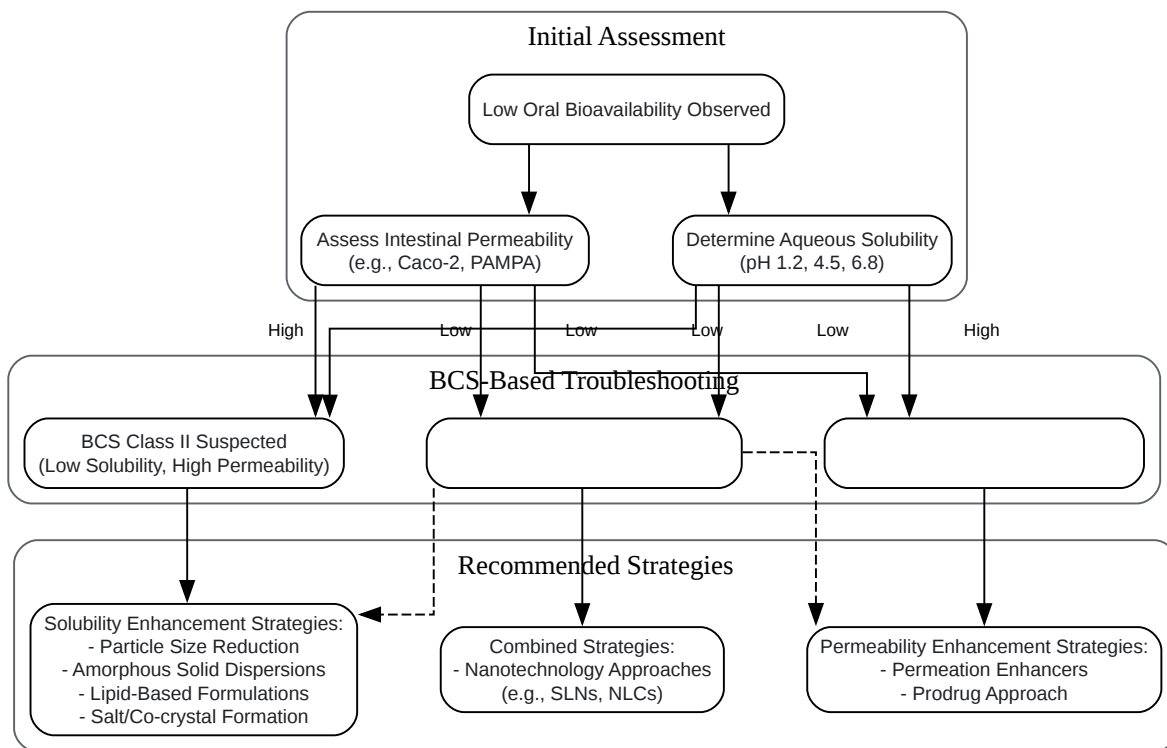 Initial Assessment
Low Oral Bioavailability Observed
Assess Intestinal Permeability
(e.g., Caco-2, PAMPA)
Determine Aqueous Solubility
(pH 1.2, 4.5, 6.8)
High
Low
Low
Low
Low
High
BCS-Based Troubleshooting
BCS Class II Suspected
(Low Solubility, High Permeability)
Recommended Strategies
Solubility Enhancement Strategies:
- Particle Size Reduction
- Amorphous Solid Dispersions
- Lipid-Based Formulations
- Salt/Co-crystal Formation
Combined Strategies:
- Nanotechnology Approaches
(e.g., SLNs, NLCs)
Permeability Enhancement Strategies:
- Permeation Enhancers
- Prodrug Approach